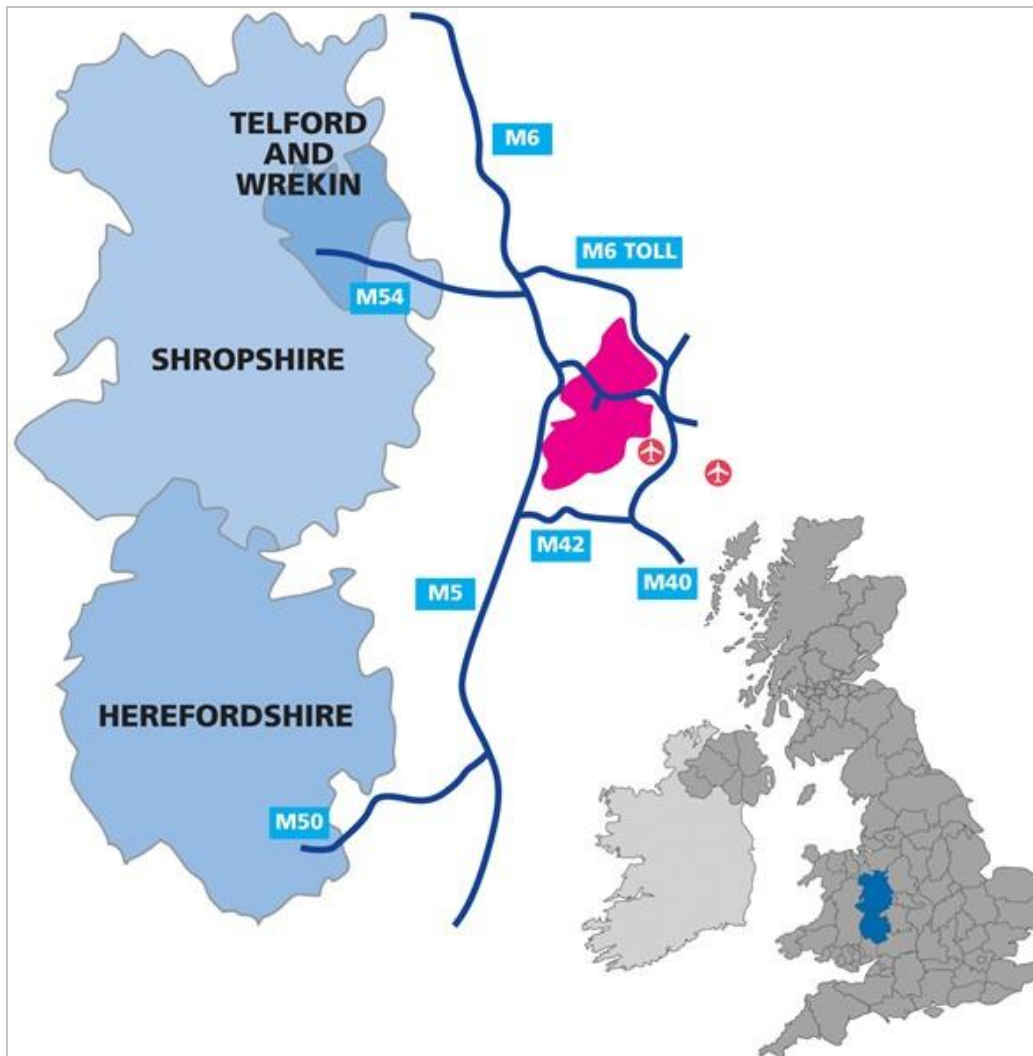 TELFORD
AND
WREKIN
M6
M6 TOLL
M54
SHROPSHIRE
M42
M5
M40
HEREFORDSHIRE
M50